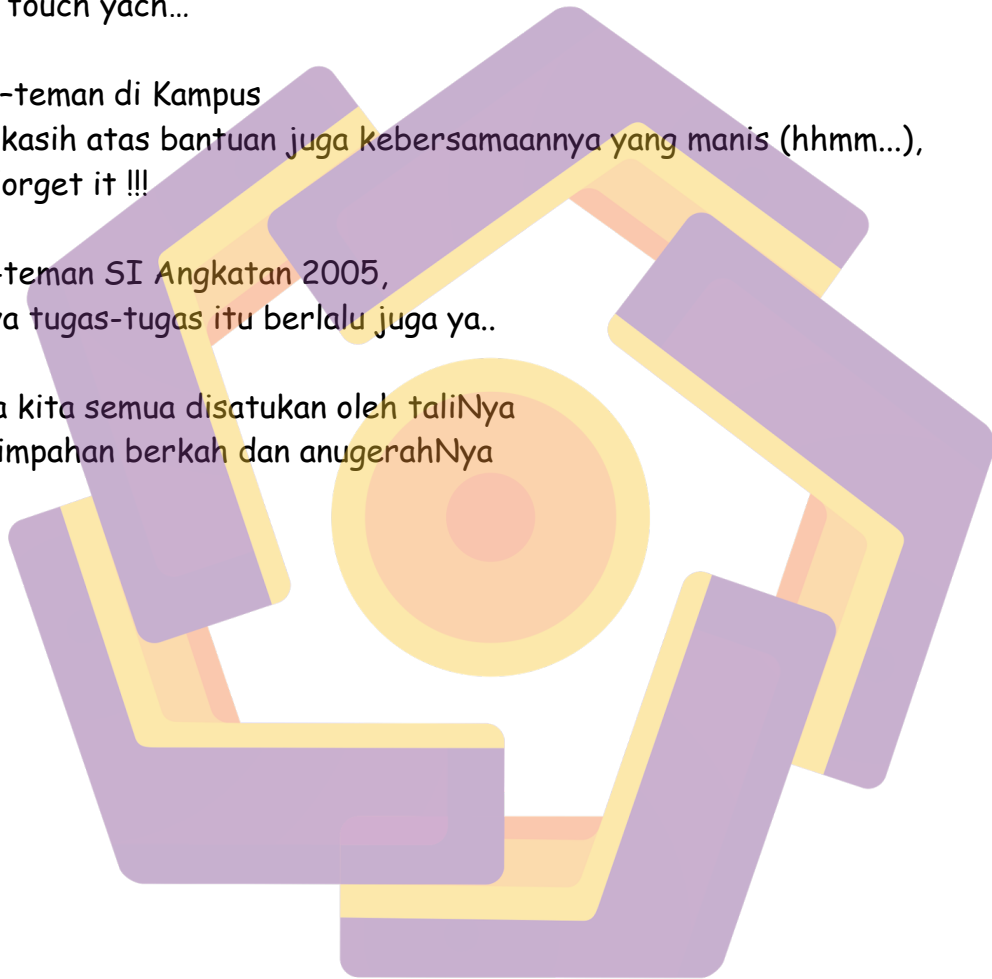 touch yach...
–teman di Kampus
kasih atas bantuan juga kebersamaannya yang manis (hhmm...),
orget it !!!
-teman SI Angkatan 2005,
ya tugas-tugas itu berlalu juga ya..
a kita semua disatukan oleh taliNya
impahan berkah dan anugerahNya